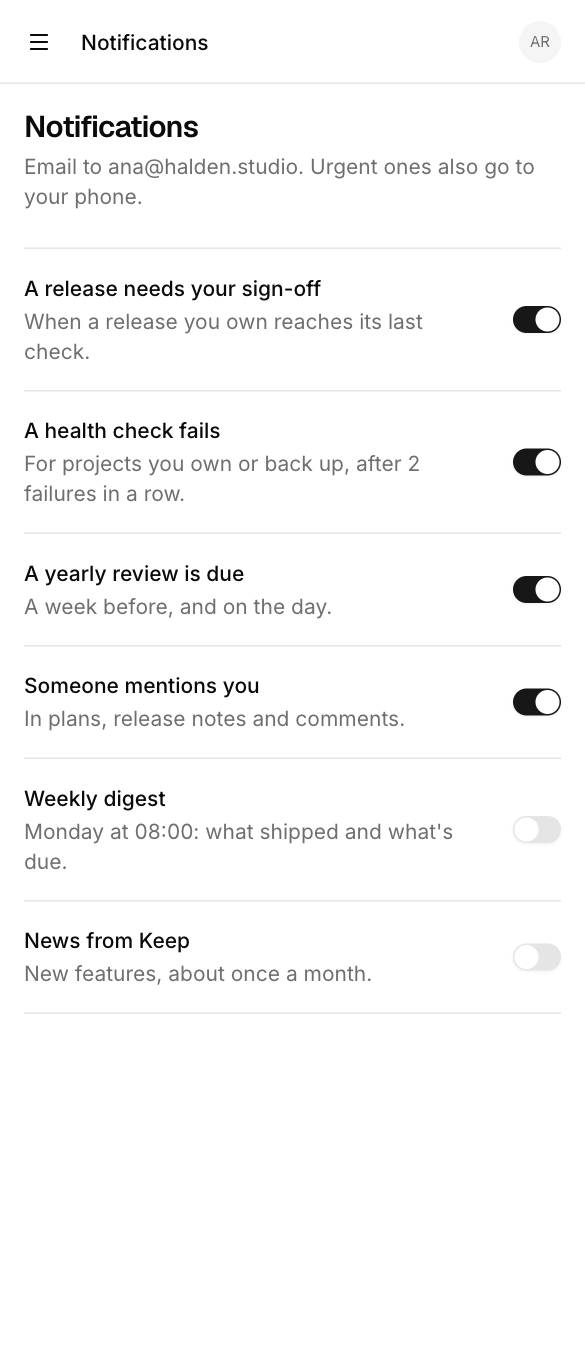 Notifications
AR
Notifications
Email to ana@halden.studio. Urgent ones also go to
your phone.
A release needs your sign-off
When a release you own reaches its last
check.
A health check fails
For projects you own or back up, after 2
failures in a row.
A yearly review is due
A week before, and on the day.
Someone mentions you
In plans, release notes and comments.
Weekly digest
Monday at 08:00: what shipped and what's
due.
News from Keep
New features, about once a month.